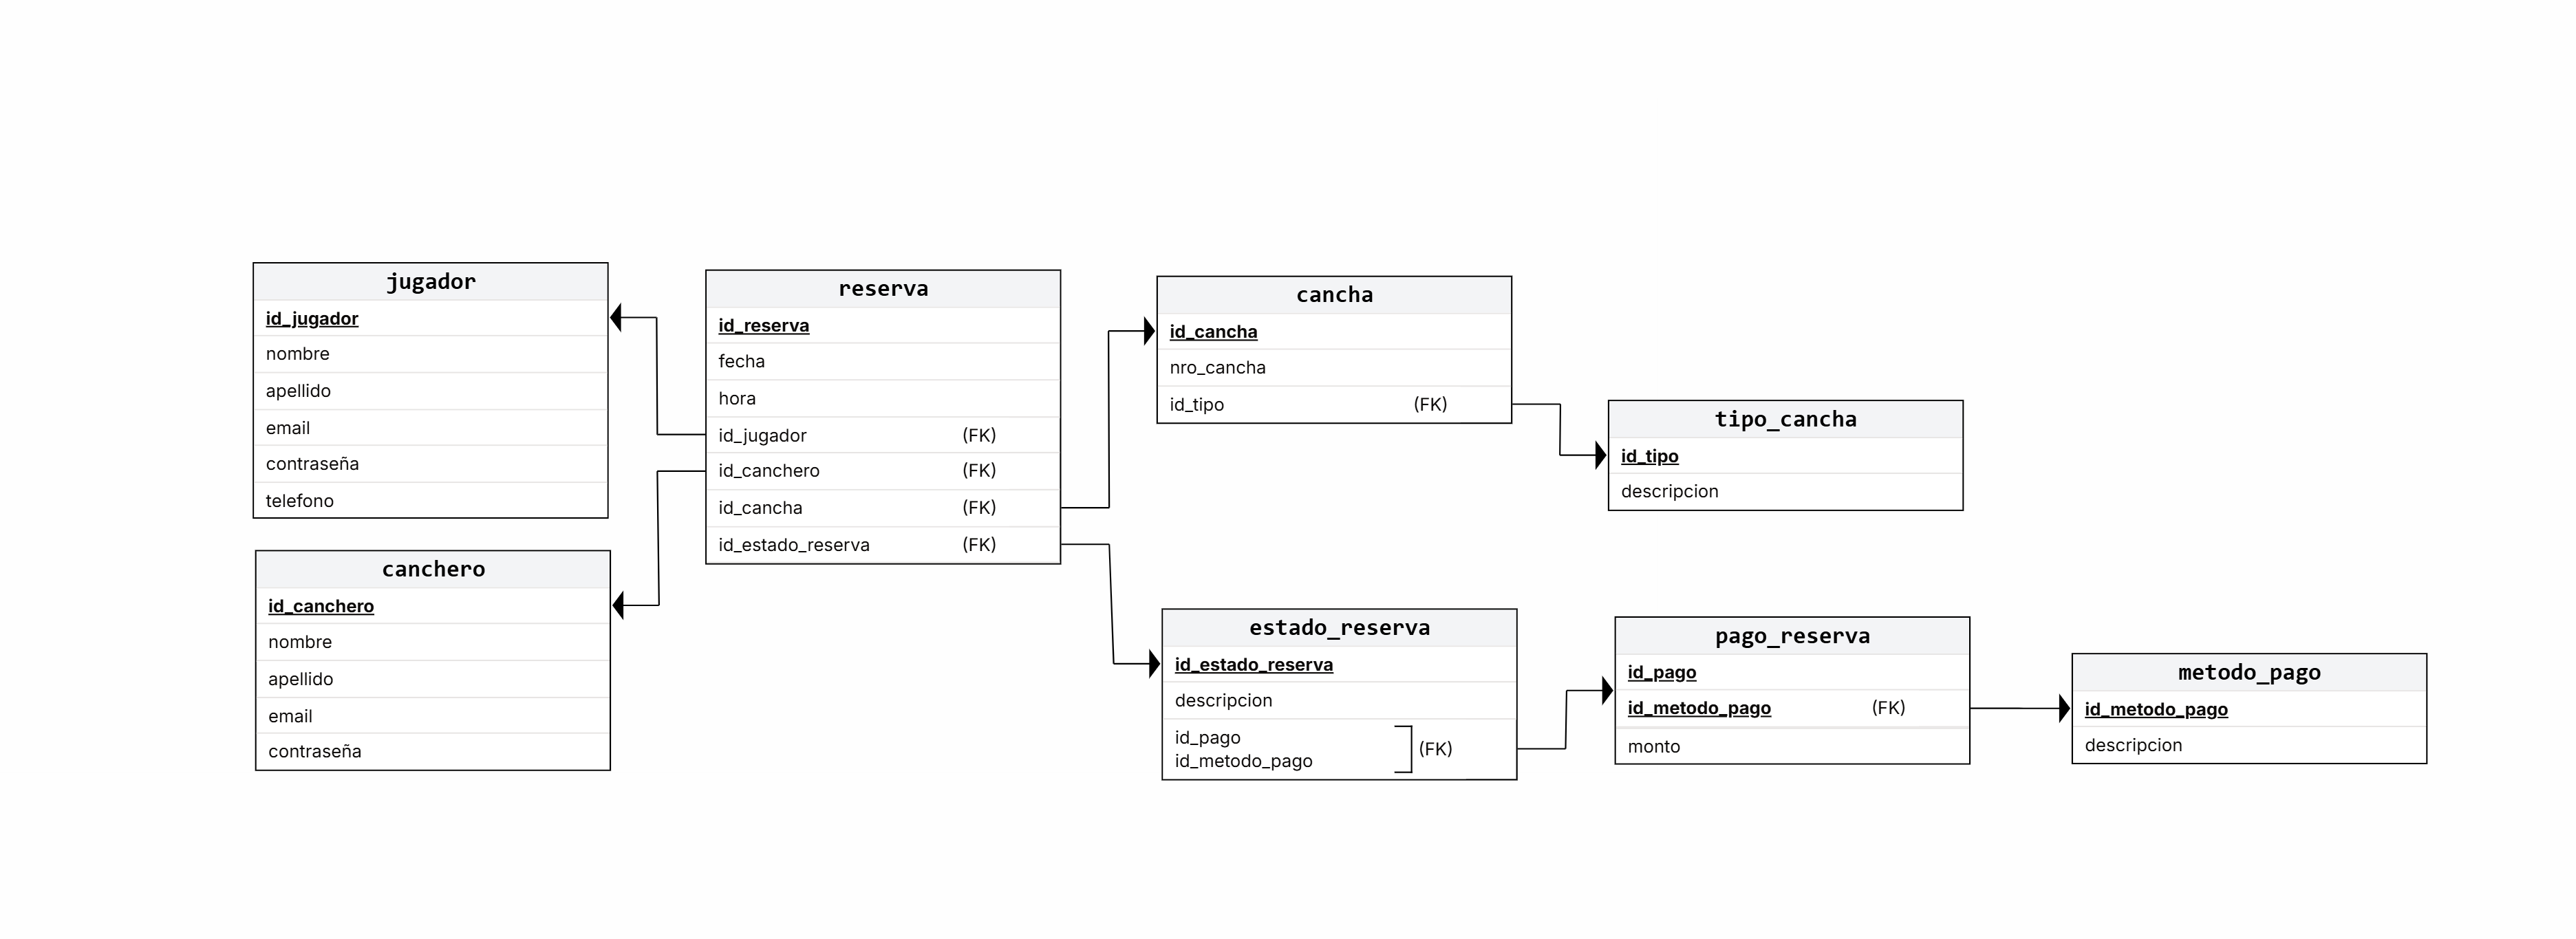 jugador
id_jugador
nombre
apellido
email
contraseña
telefono
canchero
id_canchero
nombre
apellido
email
contraseña
reserva
id_reserva
fecha
hora
id_jugador (FK)
id_canchero (FK)
id_cancha (FK)
id_estado_reserva (FK)
cancha
id_cancha
nro_cancha
id_tipo (FK)
tipo_cancha
id_tipo
descripcion
estado_reserva
id_estado_reserva
descripcion
id_pago
id_metodo_pago
(FK)
pago_reserva
id_pago
id_metodo_pago (FK)
monto
metodo_pago
id_metodo_pago
descripcion